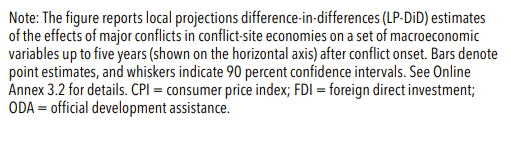 Note: The figure reports local projections difference-in-differences (LP-DiD) estimates
of the effects of major conflicts in conflict-site economies on a set of macroeconomic
variables up to five years (shown on the horizontal axis) after conflict onset. Bars denote
point estimates, and whiskers indicate 90 percent confidence intervals. See Online
Annex 3.2 for details. CPI = consumer price index; FDI = foreign direct investment;
ODA = official development assistance.